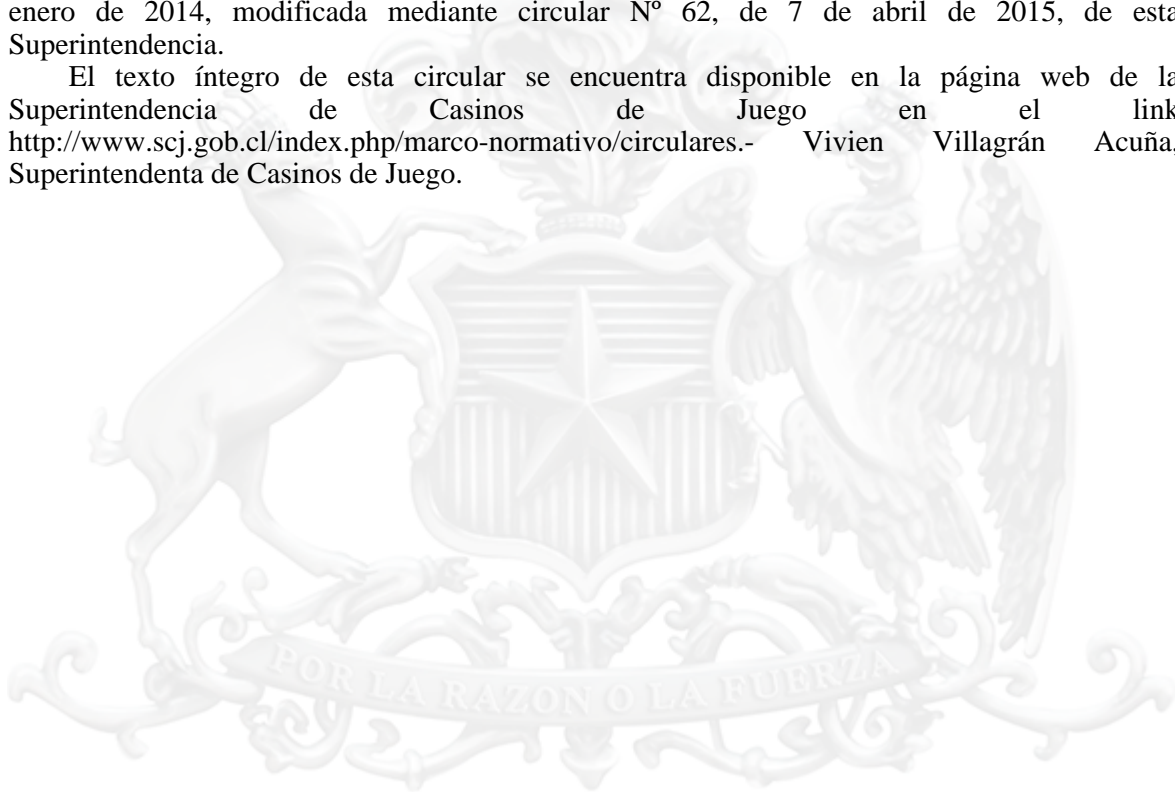 enero de 2014, modificada mediante circular Nº 62, de 7 de abril de 2015, de esta
Superintendencia.
El texto íntegro de esta circular se encuentra disponible en la página web de la
Superintendencia de Casinos de Juego en el link
http://www.scj.gob.cl/index.php/marco-normativo/circulares.- Vivien Villagrán Acuña,
Superintendenta de Casinos de Juego.
POR LA RAZON O LA FUERZA